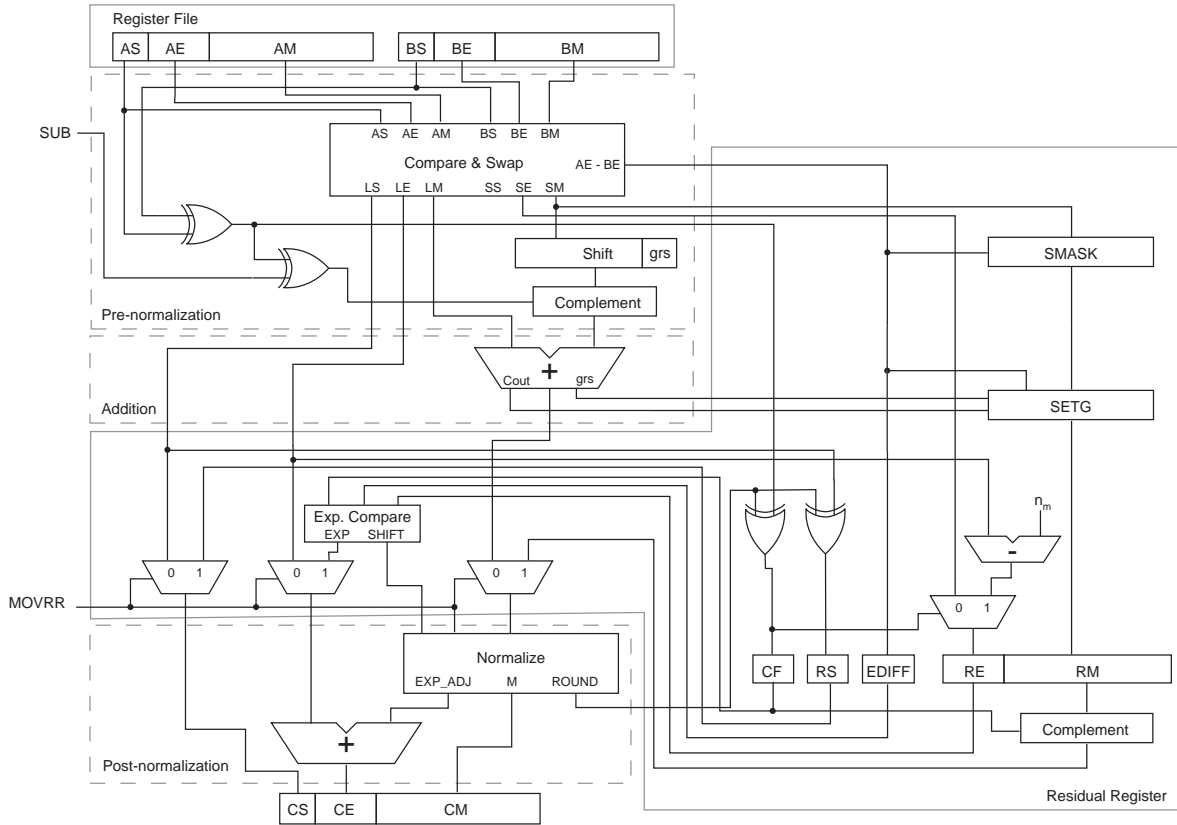 Register File
AS AE AM BS BE BM
SUB
AS AE AM BS BE BM
Compare & Swap
AE - BE
LS LE LM SS SE SM
Shift grs
SMASK
Complement
Pre-normalization
+
Cout grs
Addition
SETG
Exp. Compare
EXP SHIFT
nm
-
0 1 0 1 0 1
0 1
MOVRR
Normalize
EXP_ADJ M ROUND
CF RS EDIFF RE RM
Complement
+
Post-normalization
CS CE CM
Residual Register